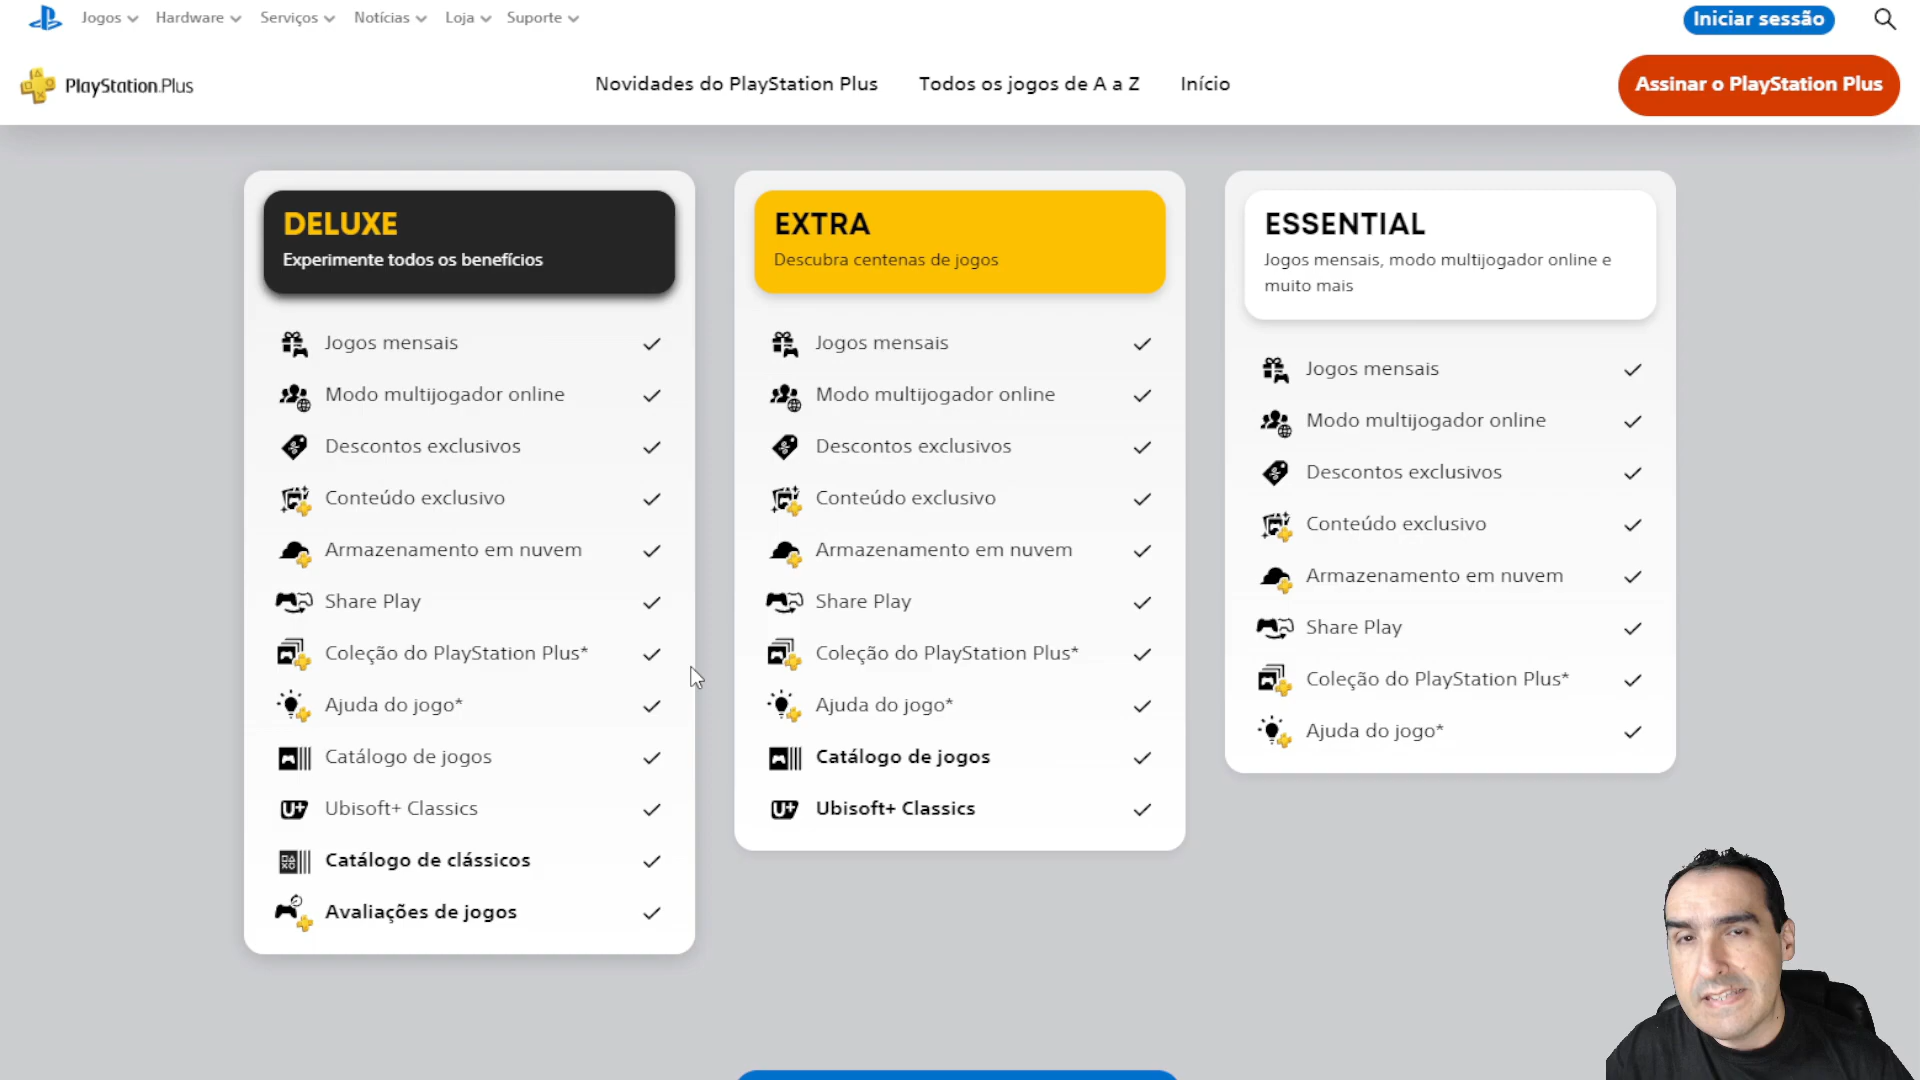 Jogos
Hardware
Serviços
Notícias
Loja
Suporte
Iniciar sessão
PlayStation Plus
Novidades do PlayStation Plus
Todos os jogos de A a Z
Início
Assinar o PlayStation Plus
DELUXE
Experimente todos os benefícios
Jogos mensais
Modo multijogador online
Descontos exclusivos
Conteúdo exclusivo
Armazenamento em nuvem
Share Play
Coleção do PlayStation Plus*
Ajuda do jogo*
Catálogo de jogos
Ubisoft+ Classics
Catálogo de clássicos
Avaliações de jogos
EXTRA
Descubra centenas de jogos
Jogos mensais
Modo multijogador online
Descontos exclusivos
Conteúdo exclusivo
Armazenamento em nuvem
Share Play
Coleção do PlayStation Plus*
Ajuda do jogo*
Catálogo de jogos
Ubisoft+ Classics
ESSENTIAL
Jogos mensais, modo multijogador online e
muito mais
Jogos mensais
Modo multijogador online
Descontos exclusivos
Conteúdo exclusivo
Armazenamento em nuvem
Share Play
Coleção do PlayStation Plus*
Ajuda do jogo*